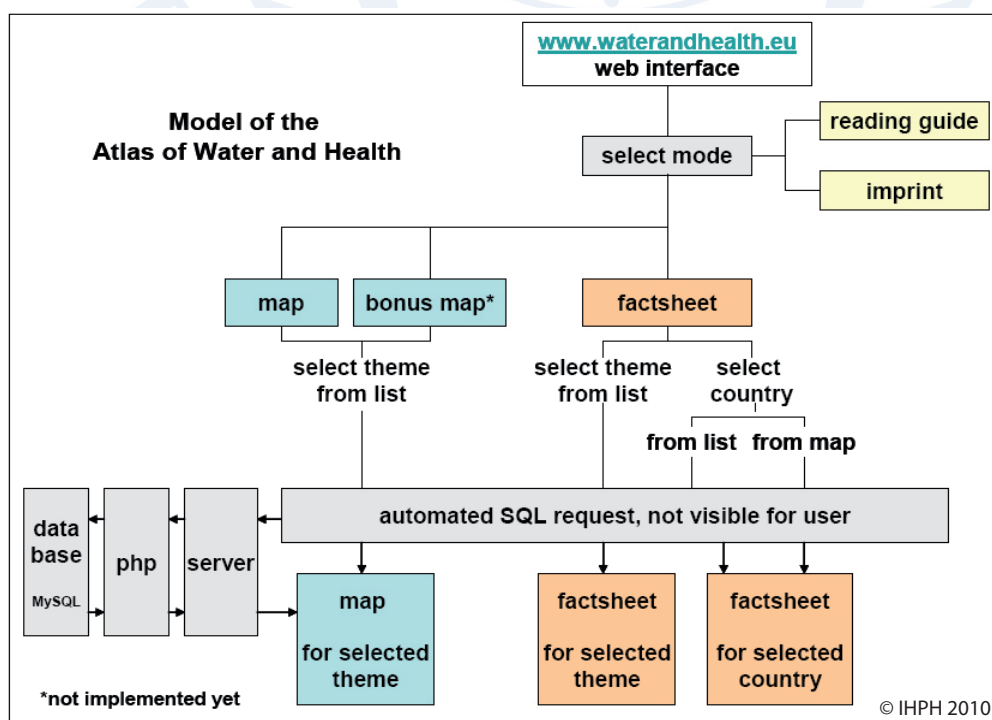 www.waterandhealth.eu
web interface
Model of the
Atlas of Water and Health
reading guide
select mode
imprint
map
bonus map*
factsheet
select theme
from list
select theme
from list
select
country
from list
from map
automated SQL request, not visible for user
data
base
MySQL
php
server
map
for selected
theme
factsheet
for selected
theme
factsheet
for selected
country
*not implemented yet
© IHPH 2010